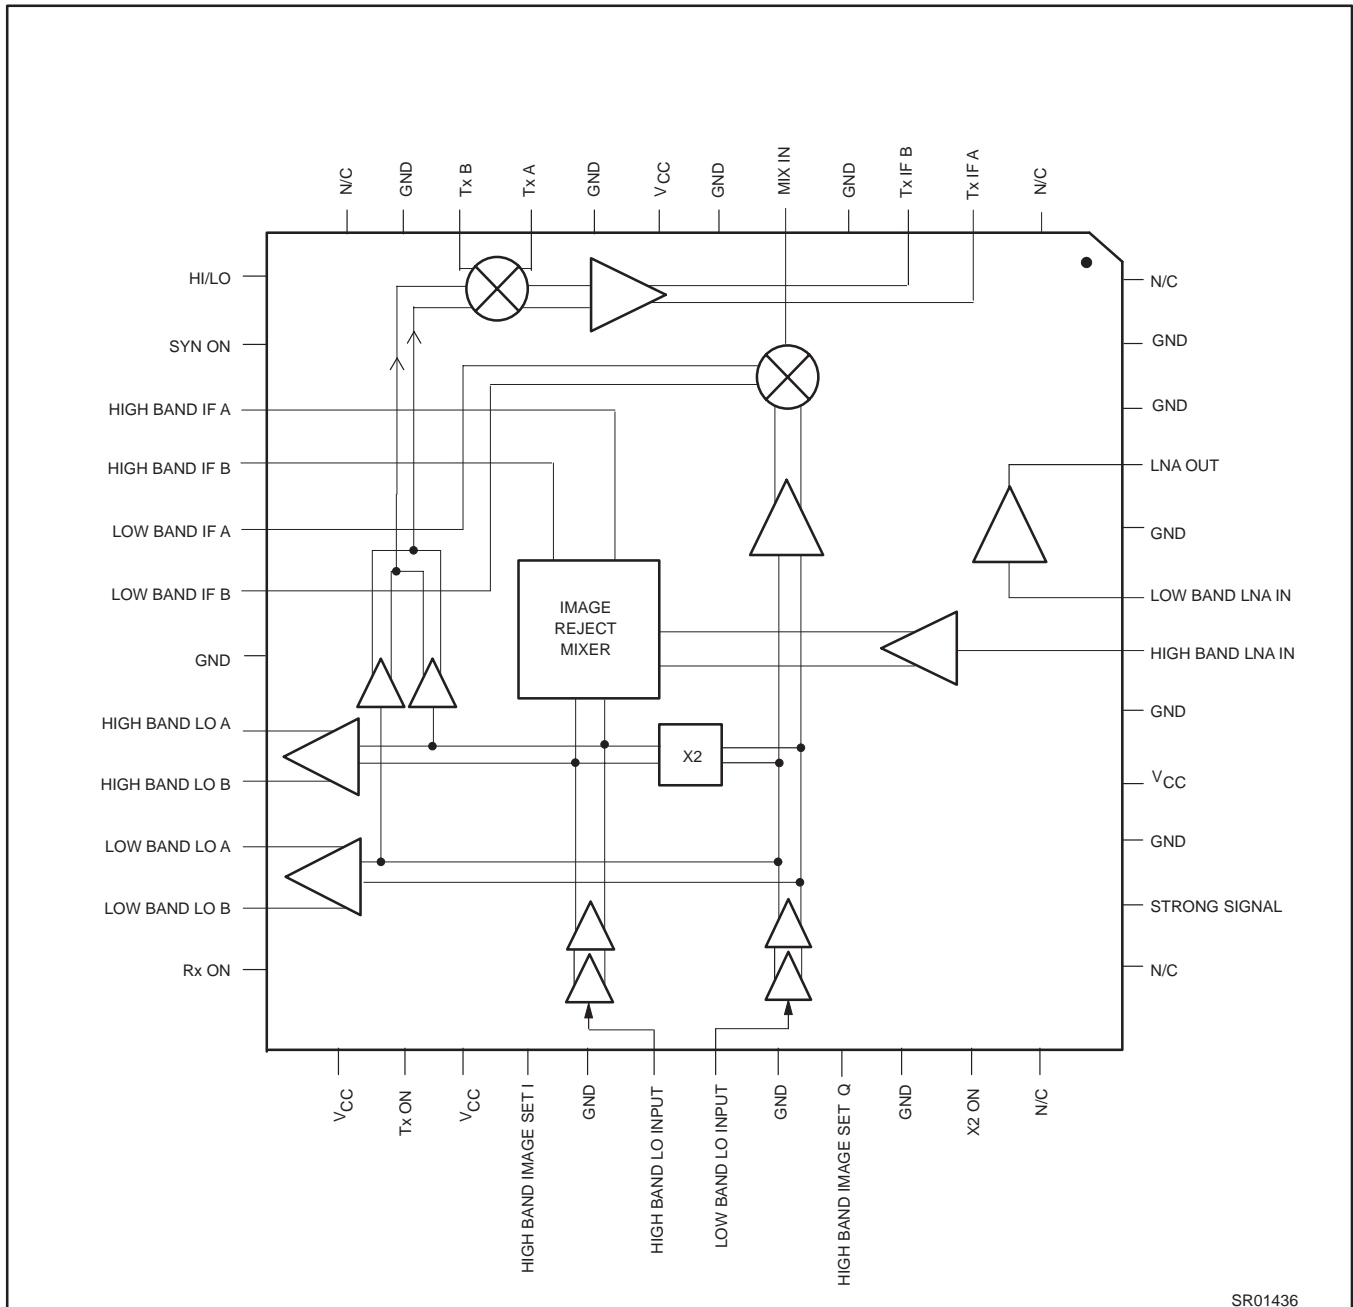 N/C
GND
Tx B
Tx A
GND
VCC
GND
MIX IN
GND
Tx IF B
Tx IF A
N/C
HI/LO
SYN ON
HIGH BAND IF A
HIGH BAND IF B
LOW BAND IF A
LOW BAND IF B
GND
HIGH BAND LO A
HIGH BAND LO B
LOW BAND LO A
LOW BAND LO B
Rx ON
IMAGE
REJECT
MIXER
X2
N/C
GND
GND
LNA OUT
GND
LOW BAND LNA IN
HIGH BAND LNA IN
GND
VCC
GND
STRONG SIGNAL
N/C
VCC
Tx ON
VCC
HIGH BAND IMAGE SET I
GND
HIGH BAND LO INPUT
LOW BAND LO INPUT
GND
HIGH BAND IMAGE SET Q
GND
X2 ON
N/C
SR01436